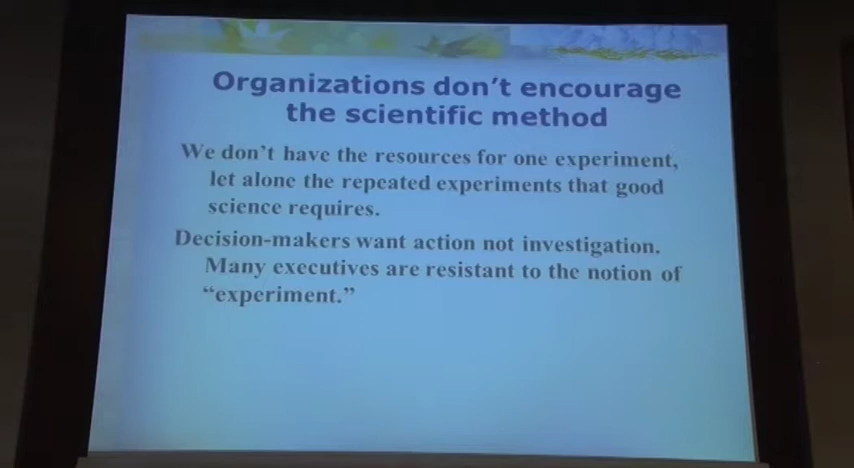 Organizations don't encourage
the scientific method
We don't have the resources for one experiment,
let alone the repeated experiments that good
science requires.
Decision-makers want action not investigation.
Many executives are resistant to the notion of
“experiment.”